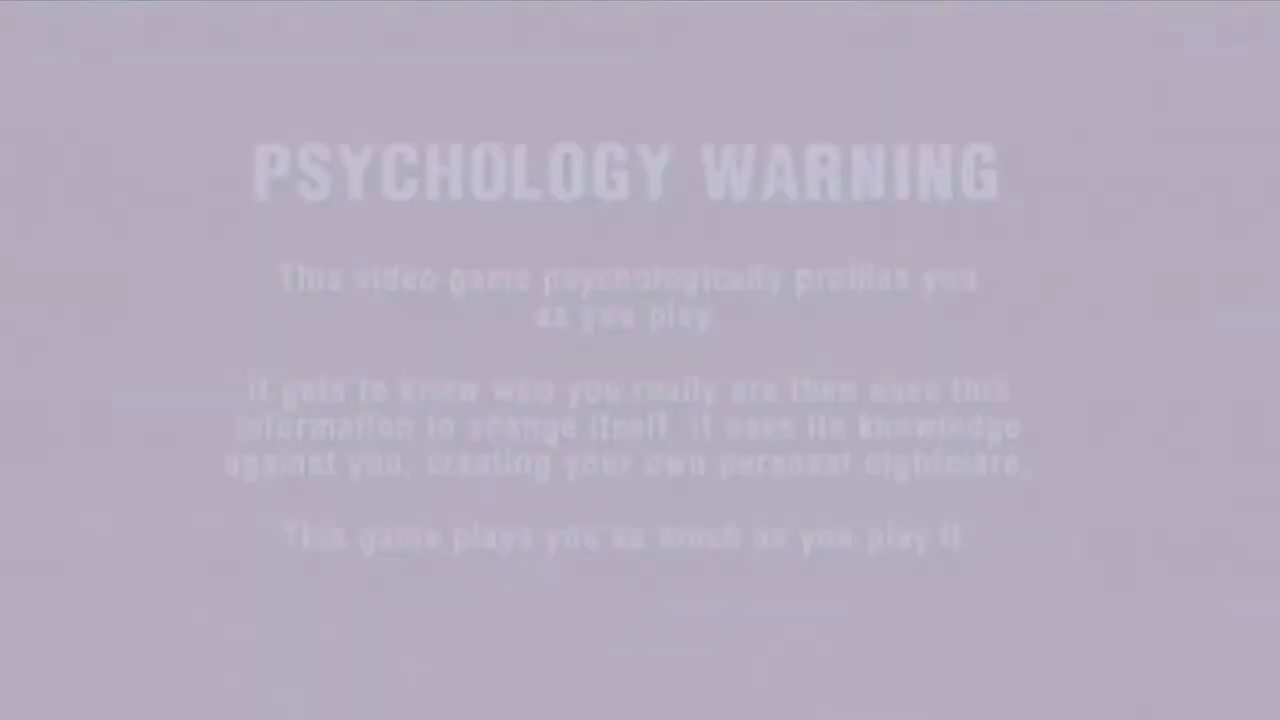 PSYCHOLOGY WARNING
This video game psychologically profiles you
as you play
It gets to know who you really are then uses this
information to change itself. It uses its knowledge
against you, creating your own personal nightmare.
This game plays you as much as you play it